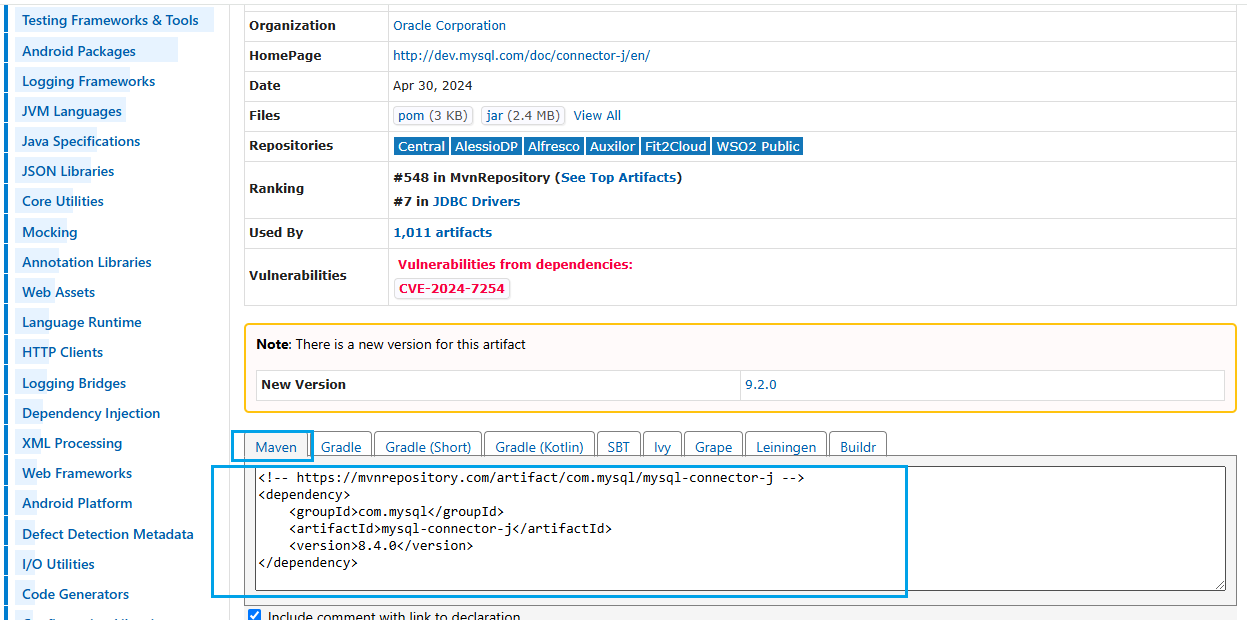 Testing Frameworks & Tools
Android Packages
Logging Frameworks
JVM Languages
Java Specifications
JSON Libraries
Core Utilities
Mocking
Annotation Libraries
Web Assets
Language Runtime
HTTP Clients
Logging Bridges
Dependency Injection
XML Processing
Web Frameworks
Android Platform
Defect Detection Metadata
I/O Utilities
Code Generators
Organization Oracle Corporation
HomePage http://dev.mysql.com/doc/connector-j/en/
Date Apr 30, 2024
Files pom (3 KB) jar (2.4 MB) View All
Repositories Central AlessioDP Alfresco Auxilor Fit2Cloud WSO2 Public
Ranking #548 in MvnRepository (See Top Artifacts)
#7 in JDBC Drivers
Used By 1,011 artifacts
Vulnerabilities Vulnerabilities from dependencies:
CVE-2024-7254
Note: There is a new version for this artifact
New Version 9.2.0
Maven Gradle Gradle (Short) Gradle (Kotlin) SBT Ivy Grape Leiningen Buildr
<!-- https://mvnrepository.com/artifact/com.mysql/mysql-connector-j -->
<dependency>
    <groupId>com.mysql</groupId>
    <artifactId>mysql-connector-j</artifactId>
    <version>8.4.0</version>
</dependency>
Include comment with link to declaration